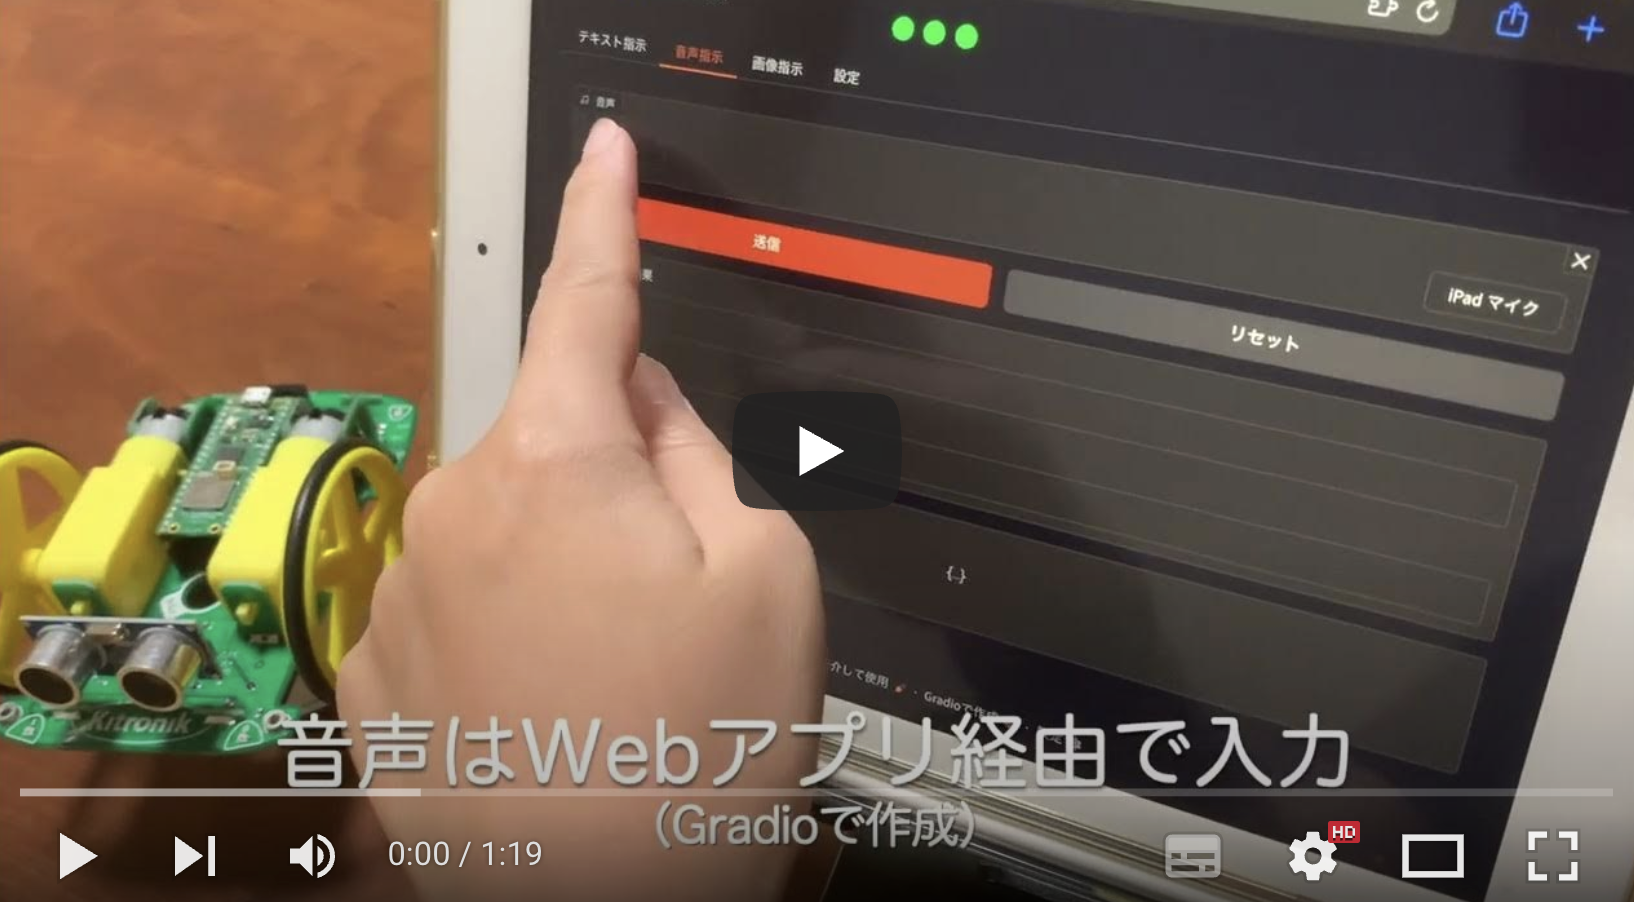 テキスト指示
音声指示
画像指示
設定
音声
送信
果
iPad マイク
リセット
{..}
介して使用
Gradioで作
Kitronik
音声はWebアプリ経由で入力
(Gradioで作成)
0:00 / 1:19
HD